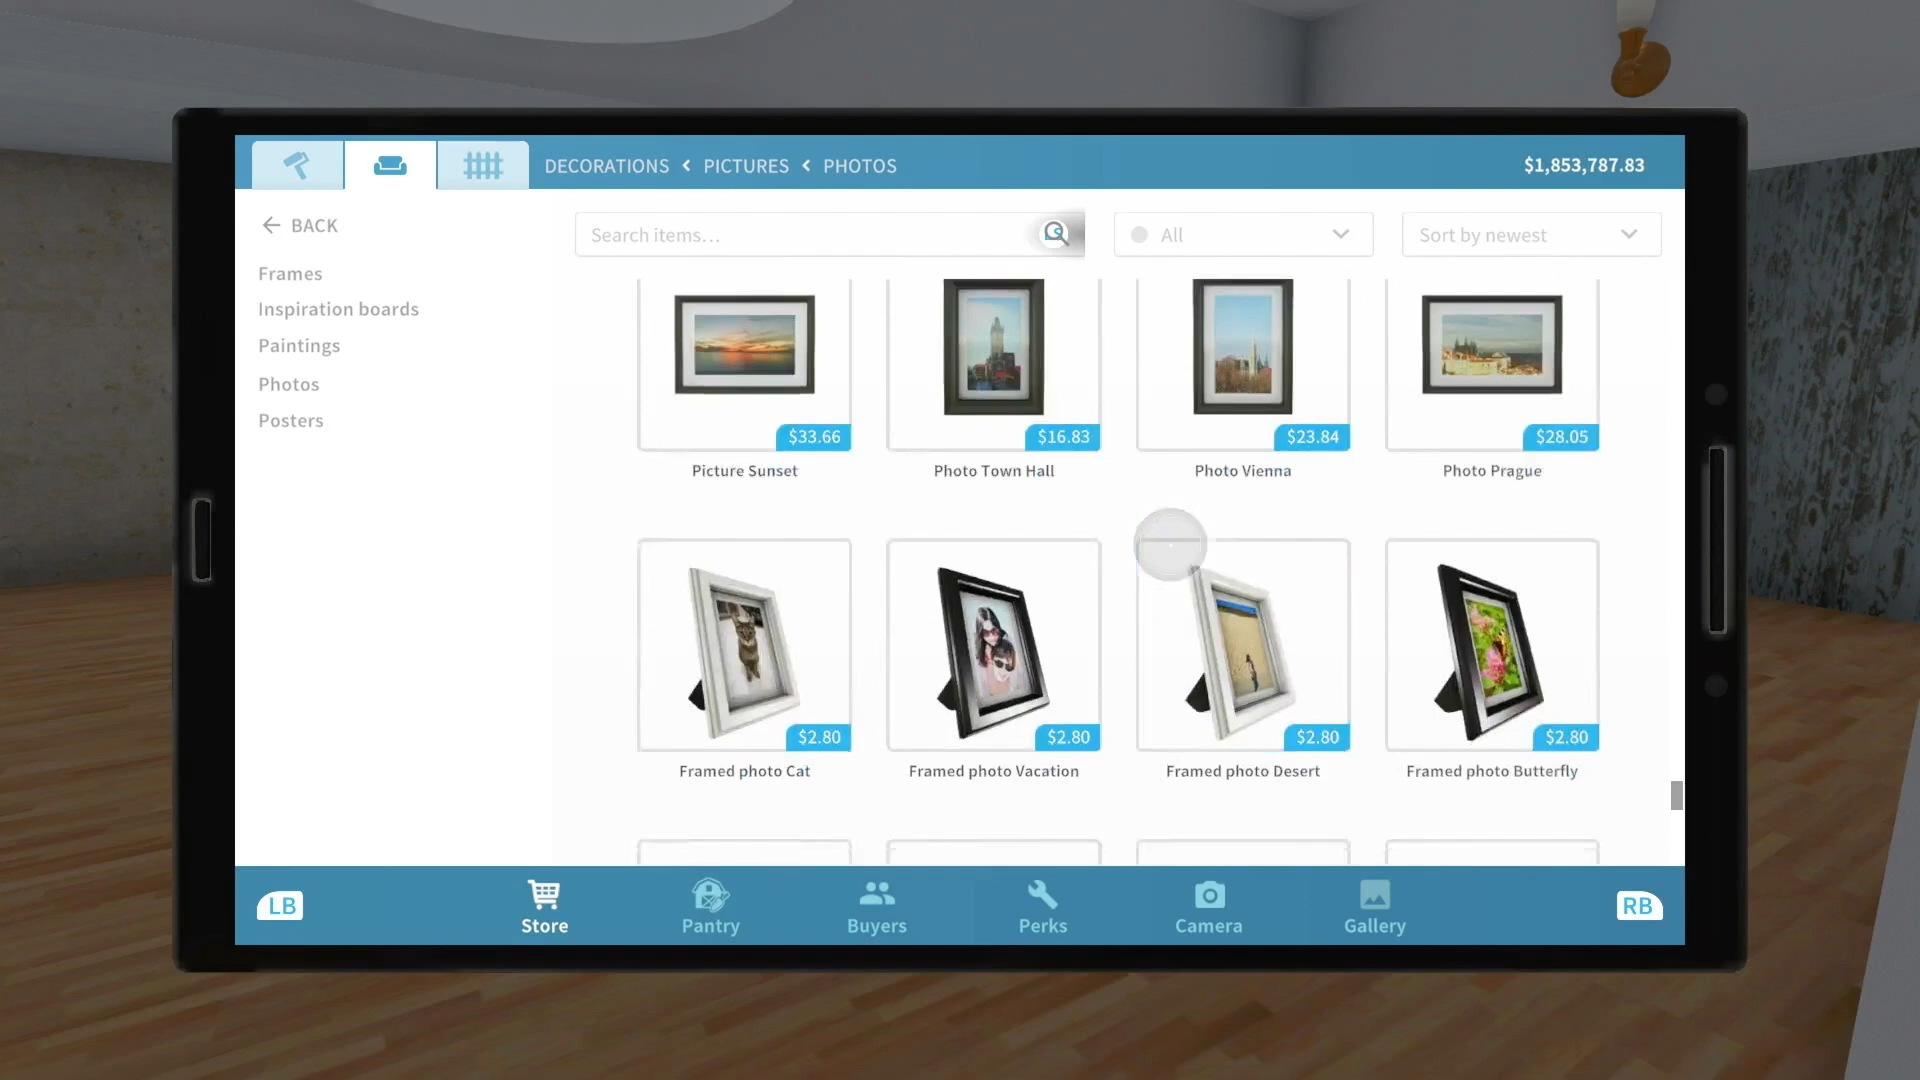 DECORATIONS < PICTURES < PHOTOS
$1,853,787.83
BACK
Search items...
All
Sort by newest
Frames
Inspiration boards
Paintings
Photos
Posters
$33.66
$16.83
$23.84
$28.05
Picture Sunset
Photo Town Hall
Photo Vienna
Photo Prague
$2.80
$2.80
$2.80
$2.80
Framed photo Cat
Framed photo Vacation
Framed photo Desert
Framed photo Butterfly
LB
Store
Pantry
Buyers
Perks
Camera
Gallery
RB